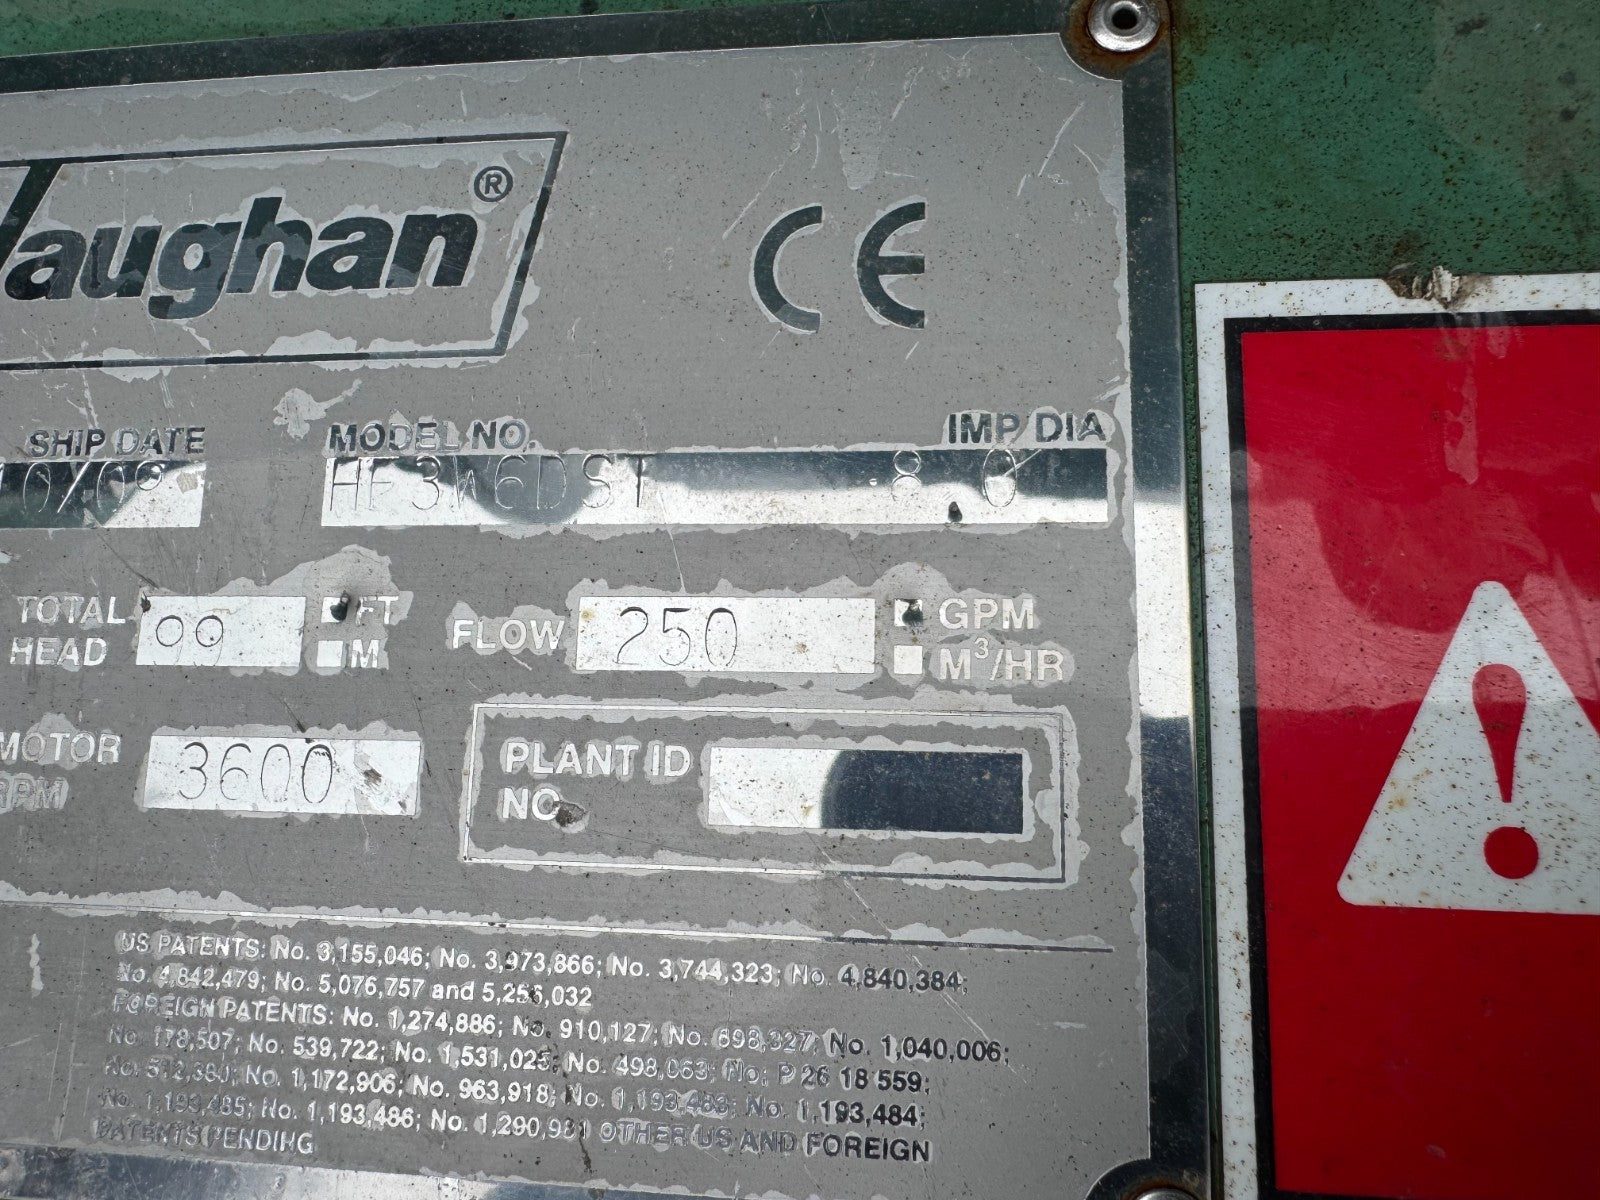 Vaughan®
CE
SHIP DATE MODEL NO. IMP DIA
10/09 HF3W6DST 8.0
TOTAL HEAD 99 FT M FLOW 250 GPM M³/HR
MOTOR RPM 3600 PLANT ID NO.
US PATENTS: No. 3,155,046; No. 3,973,866; No. 3,744,323; No. 4,840,384;
No. 4,842,479; No. 5,076,757 and 5,256,032
FOREIGN PATENTS: No. 1,274,886; No. 910,127; No. 698,327; No. 1,040,006;
No. 178,507; No. 539,722; No. 1,531,025; No. 498,063; No; P 26 18 559;
No. 512,380; No. 1,172,906; No. 963,918; No. 1,193,483; No. 1,193,484;
No. 1,193,485; No. 1,193,486; No. 1,290,981 OTHER US AND FOREIGN
PATENTS PENDING